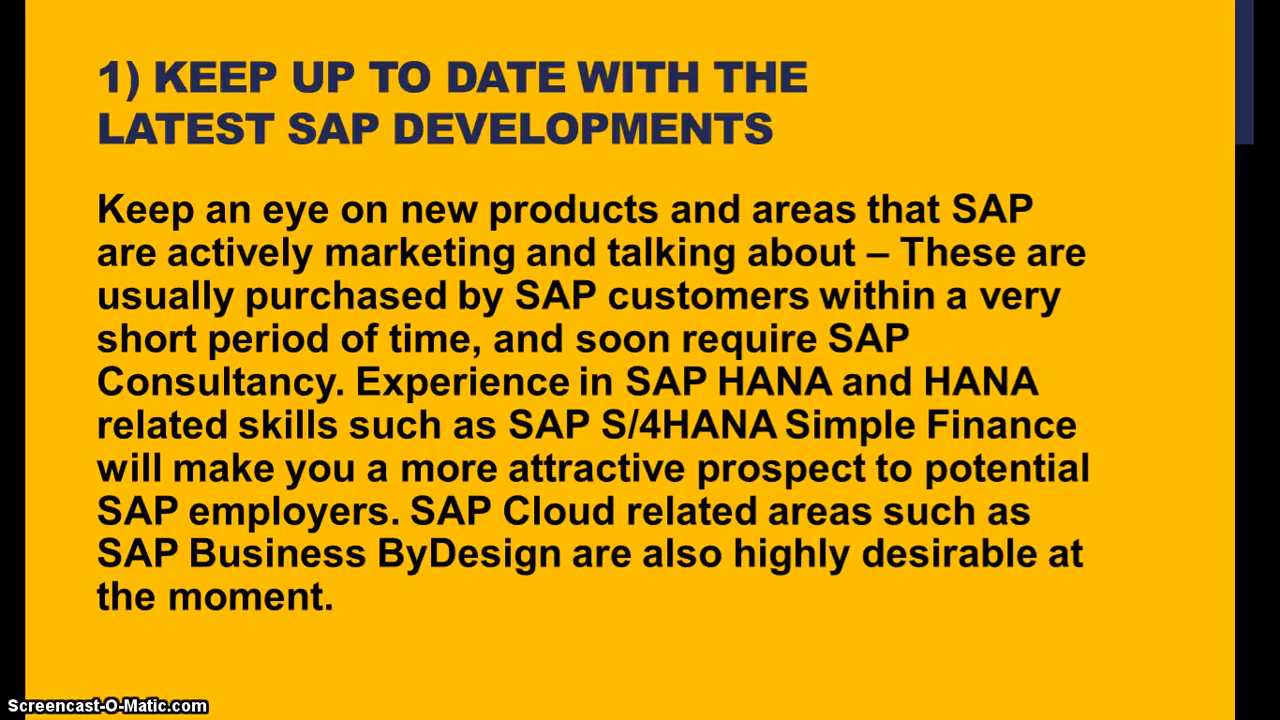 1) KEEP UP TO DATE WITH THE
LATEST SAP DEVELOPMENTS
Keep an eye on new products and areas that SAP
are actively marketing and talking about – These are
usually purchased by SAP customers within a very
short period of time, and soon require SAP
Consultancy. Experience in SAP HANA and HANA
related skills such as SAP S/4HANA Simple Finance
will make you a more attractive prospect to potential
SAP employers. SAP Cloud related areas such as
SAP Business ByDesign are also highly desirable at
the moment.
Screencast-O-Matic.com